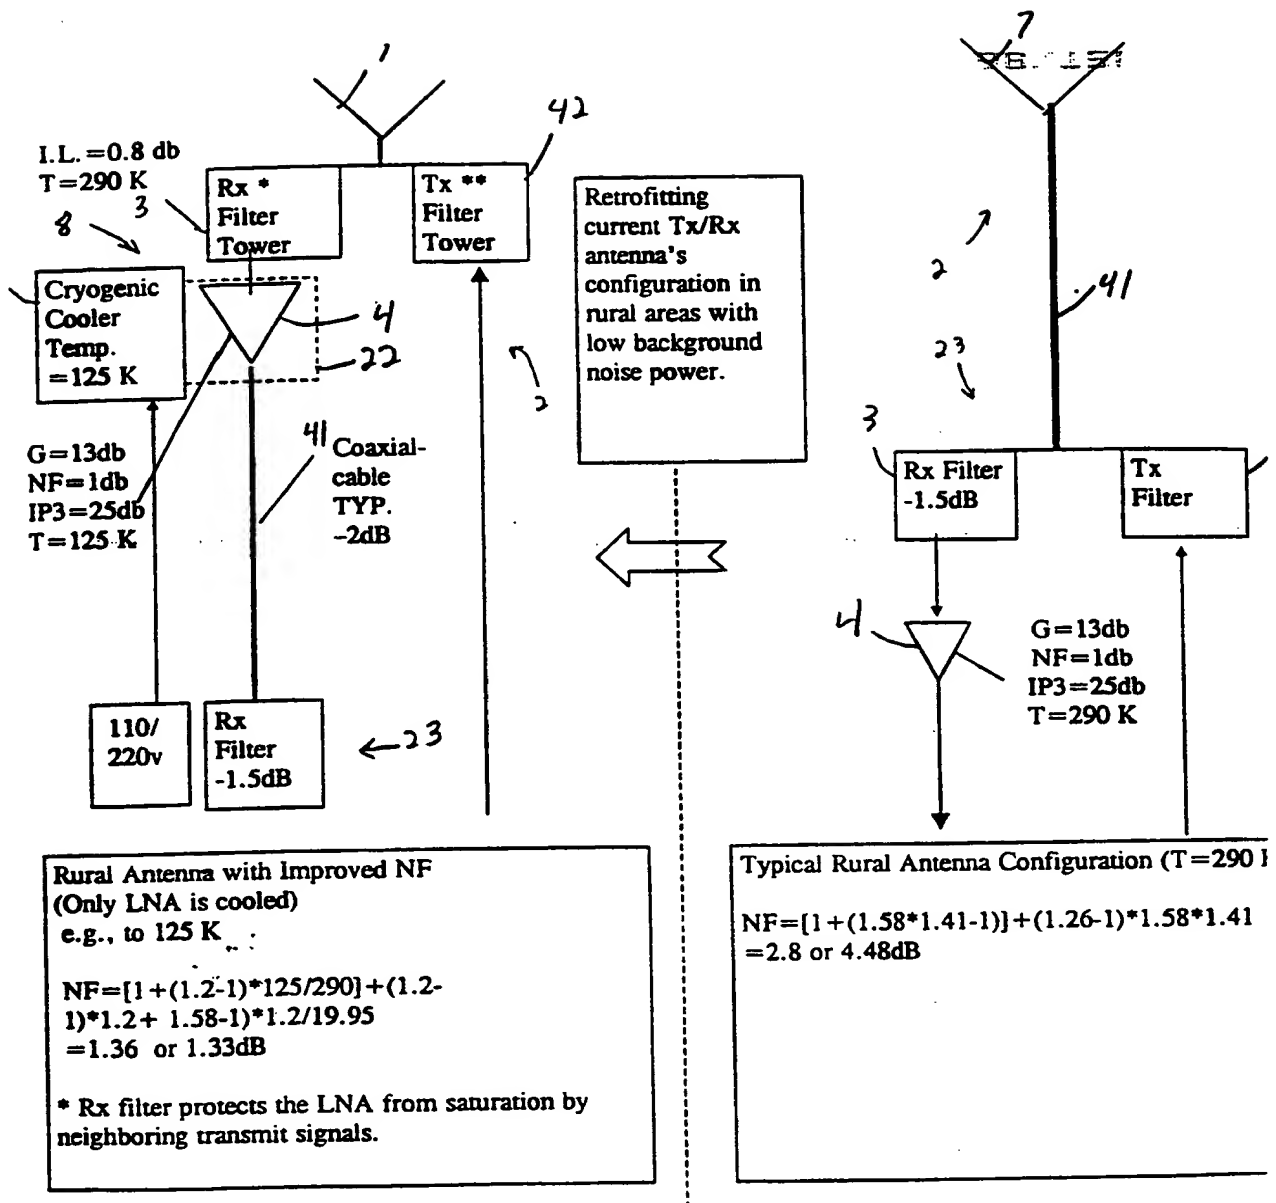 1
42
I.L.=0.8 db
T=290 K
3
8
Rx *
Filter
Tower
Tx **
Filter
Tower
Cryogenic
Cooler
Temp.
=125 K
4
22
2
G=13db
NF=1db
IP3=25db
T=125 K
41
Coaxial-
cable
TYP.
-2dB
110/
220v
Rx
Filter
-1.5dB
23
Rural Antenna with Improved NF
(Only LNA is cooled)
e.g., to 125 K
NF=[1+(1.2-1)*125/290]+(1.2-
1)*1.2+ 1.58-1)*1.2/19.95
=1.36 or 1.33dB
* Rx filter protects the LNA from saturation by
neighboring transmit signals.
Retrofitting
current Tx/Rx
antenna's
configuration in
rural areas with
low background
noise power.
7
2
41
23
3
Rx Filter
-1.5dB
Tx
Filter
4
G=13db
NF=1db
IP3=25db
T=290 K
Typical Rural Antenna Configuration (T=290
NF=[1+(1.58*1.41-1)]+(1.26-1)*1.58*1.41
=2.8 or 4.48dB